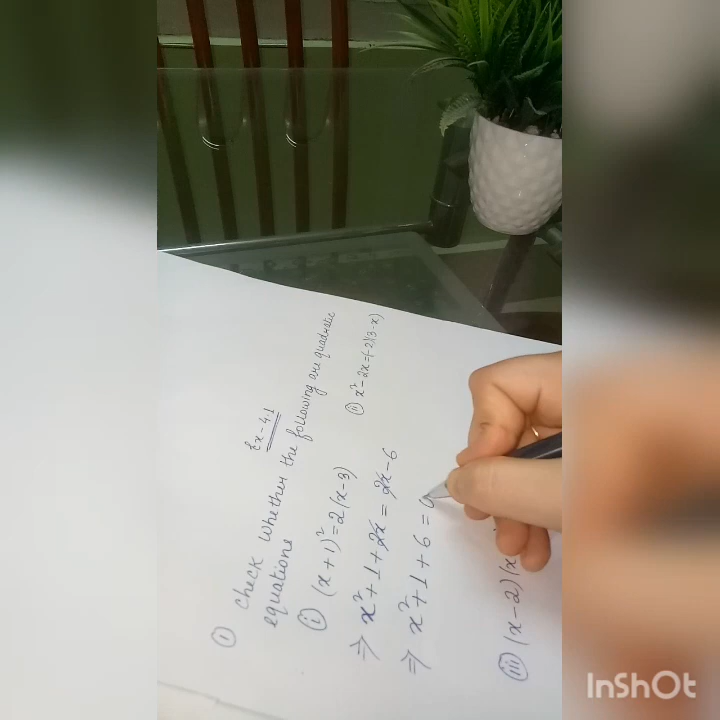 Ex-4.1
① Check whether the following are quadratic
equations
(i) (x+1)² = 2(x-3)
(ii) x²-2x=(-2)(3-x)
⇒ x²+1+2x = 2x-6
⇒ x²+1+6=0
(iii) (x-2)(x
InShOt